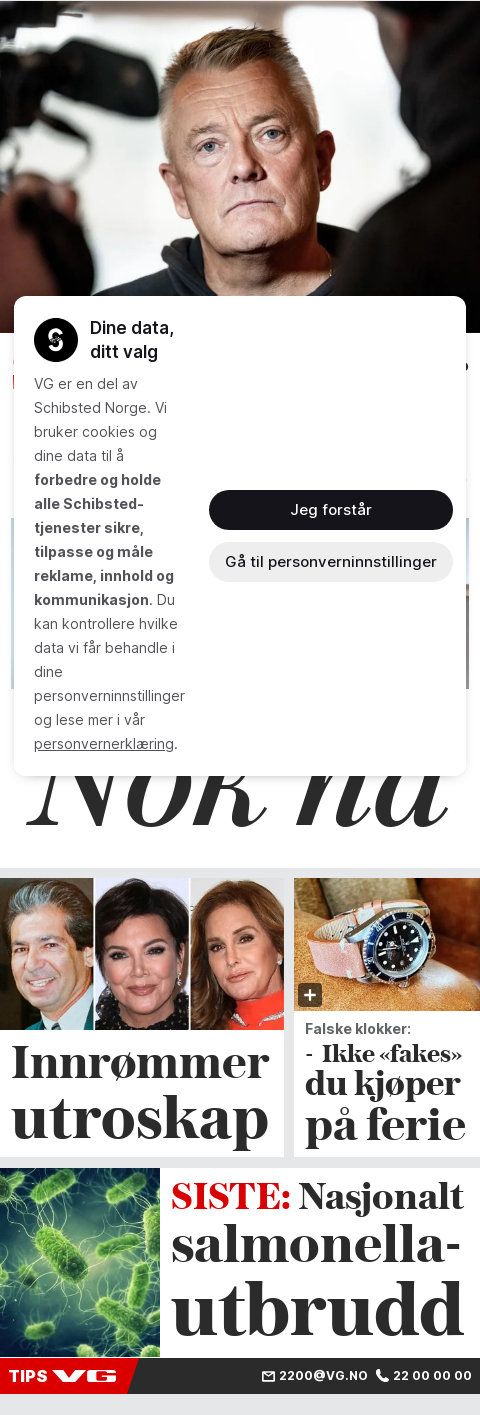 Dine data,
ditt valg
VG er en del av
Schibsted Norge. Vi
bruker cookies og
dine data til å
forbedre og holde
alle Schibsted-
tjenester sikre,
tilpasse og måle
reklame, innhold og
kommunikasjon. Du
kan kontrollere hvilke
data vi får behandle i
dine
personverninnstillinger
og lese mer i vår
personvernerklæring.
Jeg forstår
Gå til personverninnstillinger
Nok nå
Innrømmer
utroskap
Falske klokker:
- Ikke «fakes»
du kjøper
på ferie
SISTE: Nasjonalt
salmonella-
utbrudd
TIPS VG
2200@VG.NO 22 00 00 00